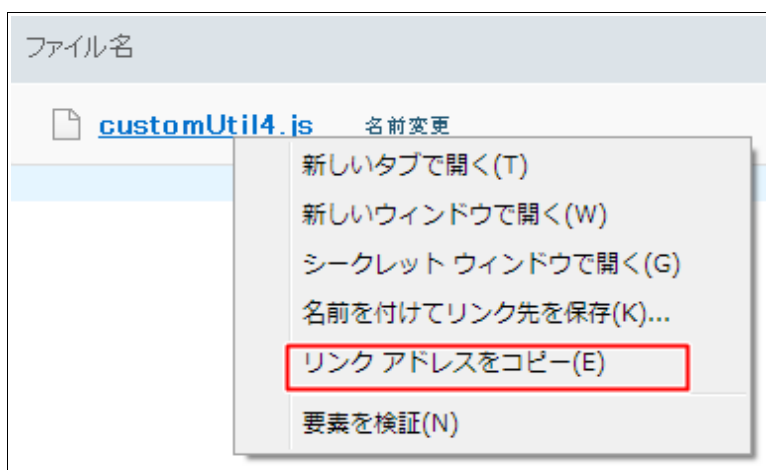 ファイル名
customUtil4.js 名前変更
新しいタブで開く(T)
新しいウィンドウで開く(W)
シークレット ウィンドウで開く(G)
名前を付けてリンク先を保存(K)...
リンク アドレスをコピー(E)
要素を検証(N)